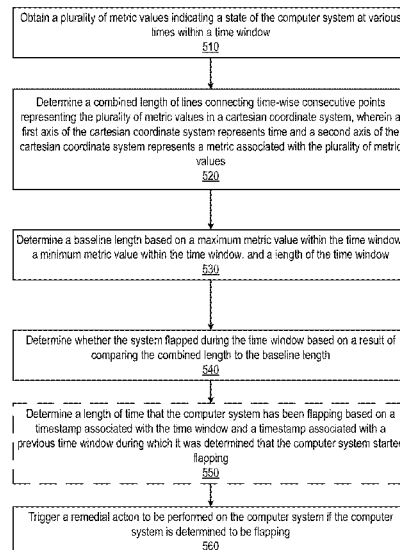 Obtain a plurality of metric values indicating a state of the computer system at various
times within a time window
510
Determine a combined length of lines connecting time-wise consecutive points
representing the plurality of metric values in a cartesian coordinate system, wherein a
first axis of the cartesian coordinate system represents time and a second axis of the
cartesian coordinate system represents a metric associated with the plurality of metric
values
520
Determine a baseline length based on a maximum metric value within the time window
a minimum metric value within the time window, and a length of the time window
530
Determine whether the system flapped during the time window based on a result of
comparing the combined length to the baseline length
540
Determine a length of time that the computer system has been flapping based on a
timestamp associated with the time window and a timestamp associated with a
previous time window during which it was determined that the computer system started
flapping
550
Trigger a remedial action to be performed on the computer system if the computer
system is determined to be flapping
560